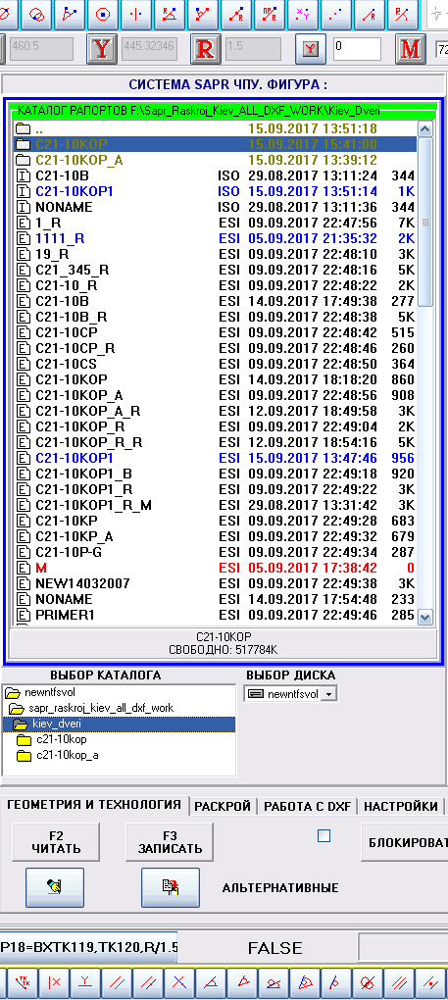 460.5 Y 445.32346 R 1.5 Y 0 M 72
СИСТЕМА SAPR ЧПУ. ФИГУРА :
КАТАЛОГ РАПОРТОВ F:\Sapr_Raskroj_Kiev_ALL_DXF_WORK\Kiev_Dveri
.. 15.09.2017 13:51:18
C21-10KOP 15.09.2017 15:41:00
C21-10KOP_A 15.09.2017 13:39:12
C21-10B ISO 29.08.2017 13:11:24 344
C21-10KOP1 ISO 15.09.2017 13:51:14 1K
NONAME ISO 29.08.2017 13:11:36 344
1_R ESI 09.09.2017 22:47:56 7K
1111_R ESI 05.09.2017 21:35:32 2K
19_R ESI 09.09.2017 22:48:10 3K
C21_345_R ESI 09.09.2017 22:48:16 5K
C21-10_R ESI 09.09.2017 22:48:22 2K
C21-10B ESI 14.09.2017 17:49:38 277
C21-10B_R ESI 09.09.2017 22:48:38 5K
C21-10CP ESI 09.09.2017 22:48:42 515
C21-10CP_R ESI 09.09.2017 22:48:46 260
C21-10CS ESI 09.09.2017 22:48:50 364
C21-10KOP ESI 14.09.2017 18:18:20 860
C21-10KOP_A ESI 09.09.2017 22:48:56 908
C21-10KOP_A_R ESI 12.09.2017 18:49:58 3K
C21-10KOP_R ESI 09.09.2017 22:49:04 2K
C21-10KOP_R_R ESI 12.09.2017 18:54:16 5K
C21-10KOP1 ESI 15.09.2017 13:47:46 956
C21-10KOP1_B ESI 09.09.2017 22:49:18 920
C21-10KOP1_R ESI 09.09.2017 22:49:22 3K
C21-10KOP1_R_M ESI 29.08.2017 13:31:42 3K
C21-10KP ESI 09.09.2017 22:49:28 683
C21-10KP_A ESI 09.09.2017 22:49:32 679
C21-10P-G ESI 09.09.2017 22:49:34 287
M ESI 05.09.2017 17:38:42 0
NEW14032007 ESI 09.09.2017 22:49:38 3K
NONAME ESI 14.09.2017 17:54:48 233
PRIMER1 ESI 09.09.2017 22:49:46 285
C21-10KOP
СВОБОДНО: 517784K
ВЫБОР КАТАЛОГА ВЫБОР ДИСКА
newntfsvol newntfsvol
sapr_raskroj_kiev_all_dxf_work
kiev_dveri
c21-10kop
c21-10kop_a
ГЕОМЕТРИЯ И ТЕХНОЛОГИЯ РАСКРОЙ РАБОТА С DXF НАСТРОЙКИ
F2 F3
ЧИТАТЬ ЗАПИСАТЬ БЛОКИРОВАТ
АЛЬТЕРНАТИВНЫЕ
P18=BXTK119,TK120,R/1.5 FALSE